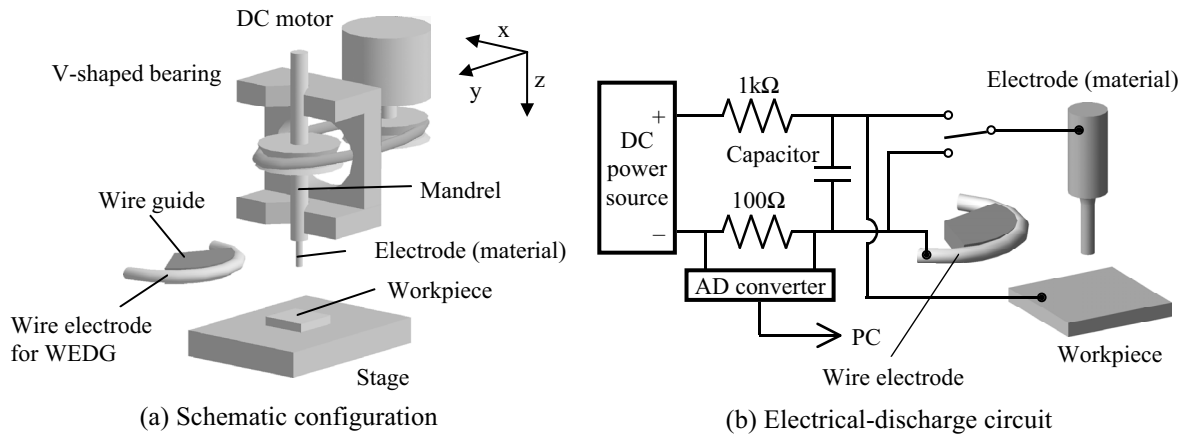 DC motor
V-shaped bearing
x
y
z
Mandrel
Wire guide
Electrode (material)
Workpiece
Wire electrode
for WEDG
Stage
(a) Schematic configuration
Electrode (material)
1kΩ
+
DC
power
source
−
Capacitor
100Ω
AD converter
PC
Wire electrode
Workpiece
(b) Electrical-discharge circuit